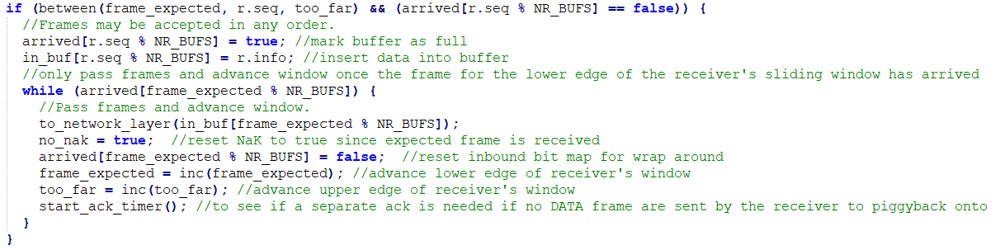 if (between(frame_expected, r.seq, too_far) && (arrived[r.seq % NR_BUFS] == false)) {
//Frames may be accepted in any order.
arrived[r.seq % NR_BUFS] = true; //mark buffer as full
in_buf[r.seq % NR_BUFS] = r.info; //insert data into buffer
//only pass frames and advance window once the frame for the lower edge of the receiver's sliding window has arrived
while (arrived[frame_expected % NR_BUFS]) {
//Pass frames and advance window.
to_network_layer(in_buf[frame_expected % NR_BUFS]);
no_nak = true;  //reset NaK to true since expected frame is received
arrived[frame_expected % NR_BUFS] = false;  //reset inbound bit map for wrap around
frame_expected = inc(frame_expected); //advance lower edge of receiver's window
too_far = inc(too_far); //advance upper edge of receiver's window
start_ack_timer(); //to see if a separate ack is needed if no DATA frame are sent by the receiver to piggyback onto
}
}